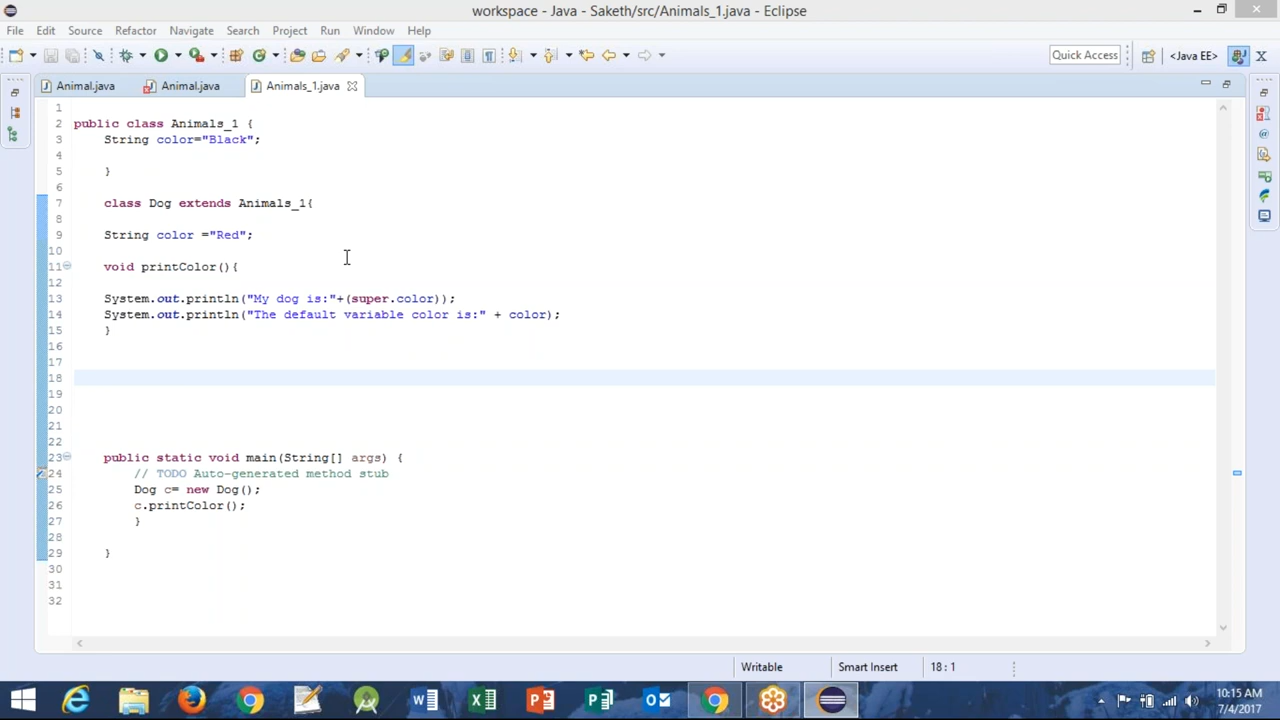 workspace - Java - Saketh/src/Animals_1.java - Eclipse
File Edit Source Refactor Navigate Search Project Run Window Help
Quick Access <Java EE>
Animal.java Animal.java Animals_1.java
1
2 public class Animals_1 {
3 String color="Black";
4
5 }
6
7 class Dog extends Animals_1{
8
9 String color ="Red";
10
11 void printColor(){
12
13 System.out.println("My dog is:"+(super.color));
14 System.out.println("The default variable color is:" + color);
15 }
16
17
18
19
20
21
22
23 public static void main(String[] args) {
24 // TODO Auto-generated method stub
25 Dog c= new Dog();
26 c.printColor();
27 }
28
29 }
30
31
32
Writable Smart Insert 18 : 1
10:15 AM
7/4/2017